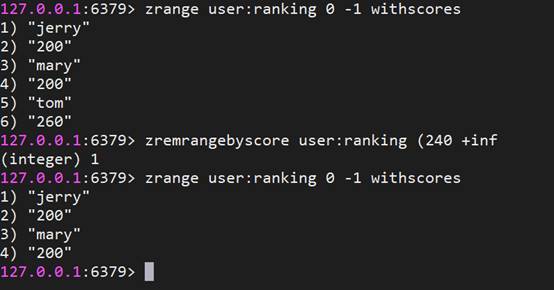 127.0.0.1:6379> zrange user:ranking 0 -1 withscores
1) "jerry"
2) "200"
3) "mary"
4) "200"
5) "tom"
6) "260"
127.0.0.1:6379> zremrangebyscore user:ranking (240 +inf
(integer) 1
127.0.0.1:6379> zrange user:ranking 0 -1 withscores
1) "jerry"
2) "200"
3) "mary"
4) "200"
127.0.0.1:6379>